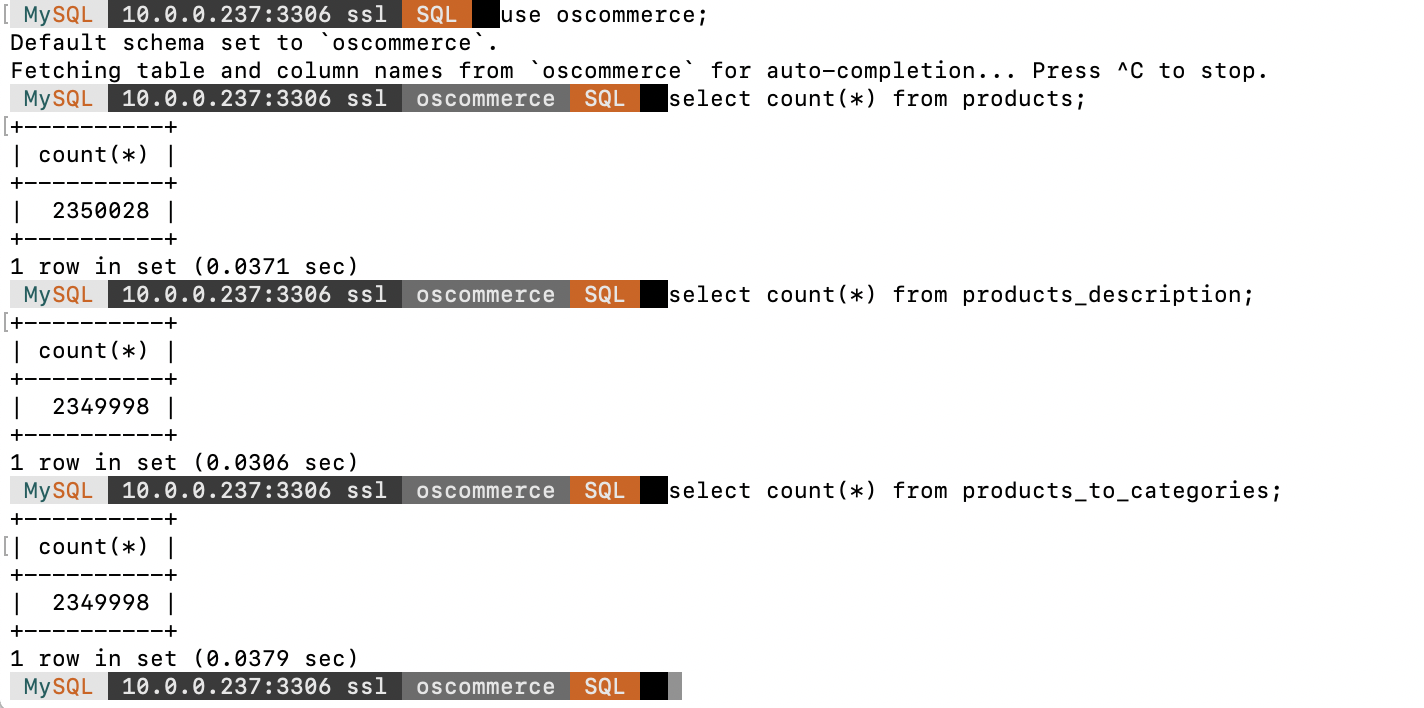 MySQL 10.0.0.237:3306 ssl SQL use oscommerce;
Default schema set to `oscommerce`.
Fetching table and column names from `oscommerce` for auto-completion... Press ^C to stop.
MySQL 10.0.0.237:3306 ssl oscommerce SQL select count(*) from products;
+----------+
| count(*) |
+----------+
|  2350028 |
+----------+
1 row in set (0.0371 sec)
MySQL 10.0.0.237:3306 ssl oscommerce SQL select count(*) from products_description;
+----------+
| count(*) |
+----------+
|  2349998 |
+----------+
1 row in set (0.0306 sec)
MySQL 10.0.0.237:3306 ssl oscommerce SQL select count(*) from products_to_categories;
+----------+
| count(*) |
+----------+
|  2349998 |
+----------+
1 row in set (0.0379 sec)
MySQL 10.0.0.237:3306 ssl oscommerce SQL